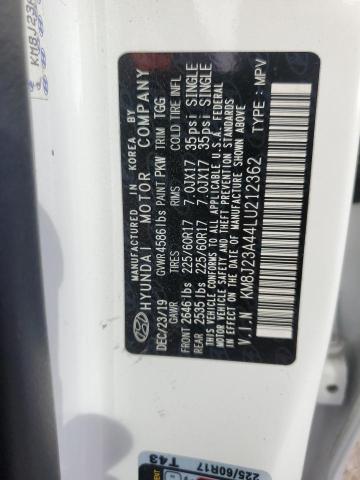 MANUFACTURED IN KOREA BY
HYUNDAI MOTOR COMPANY
DEC/23/19 GVWR 4586 lbs PAINT PKW TRIM TGG
GAWR TIRES RIMS COLD TIRE INFL
FRONT 2646 lbs 225/60R17 7.0JX17 35psi SINGLE
REAR 2535 lbs 225/60R17 7.0JX17 35psi SINGLE
THIS VEHICLE CONFORMS TO ALL APPLICABLE U.S.A. FEDERAL
MOTOR VEHICLE SAFETY, BUMPER, AND THEFT PREVENTION STANDARDS
IN EFFECT ON THE DATE OF MANUFACTURE SHOWN ABOVE.
V.I.N KM8J23A44LU212362 TYPE: MPV
KM8J23A
T43
225/60R17